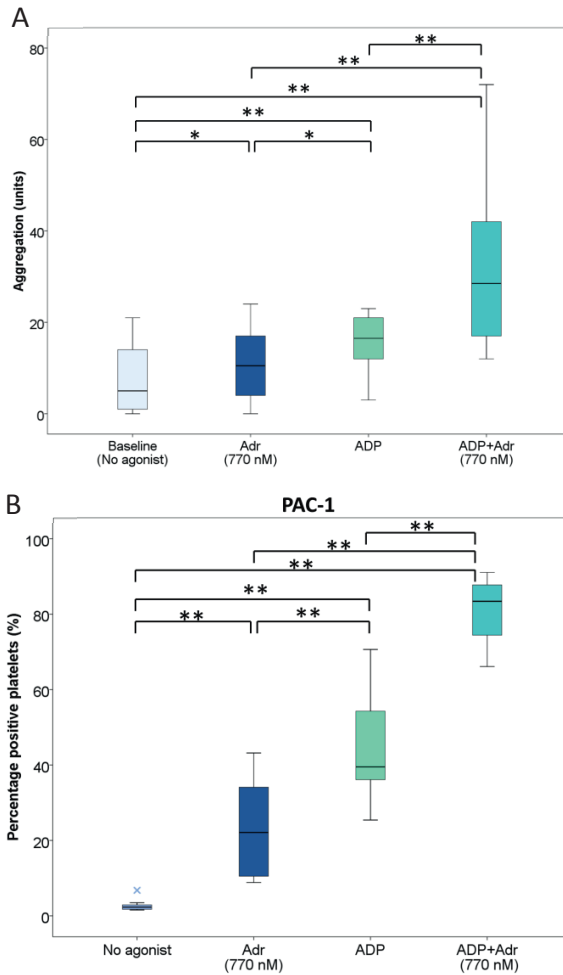 A
80
60
40
20
0
Aggregation (units)
**
**
**
**
*
*
Baseline
(No agonist)
Adr
(770 nM)
ADP
ADP+Adr
(770 nM)
B
PAC-1
100
80
60
40
20
0
Percentage positive platelets (%)
**
**
**
**
**
**
×
No agonist
Adr
(770 nM)
ADP
ADP+Adr
(770 nM)